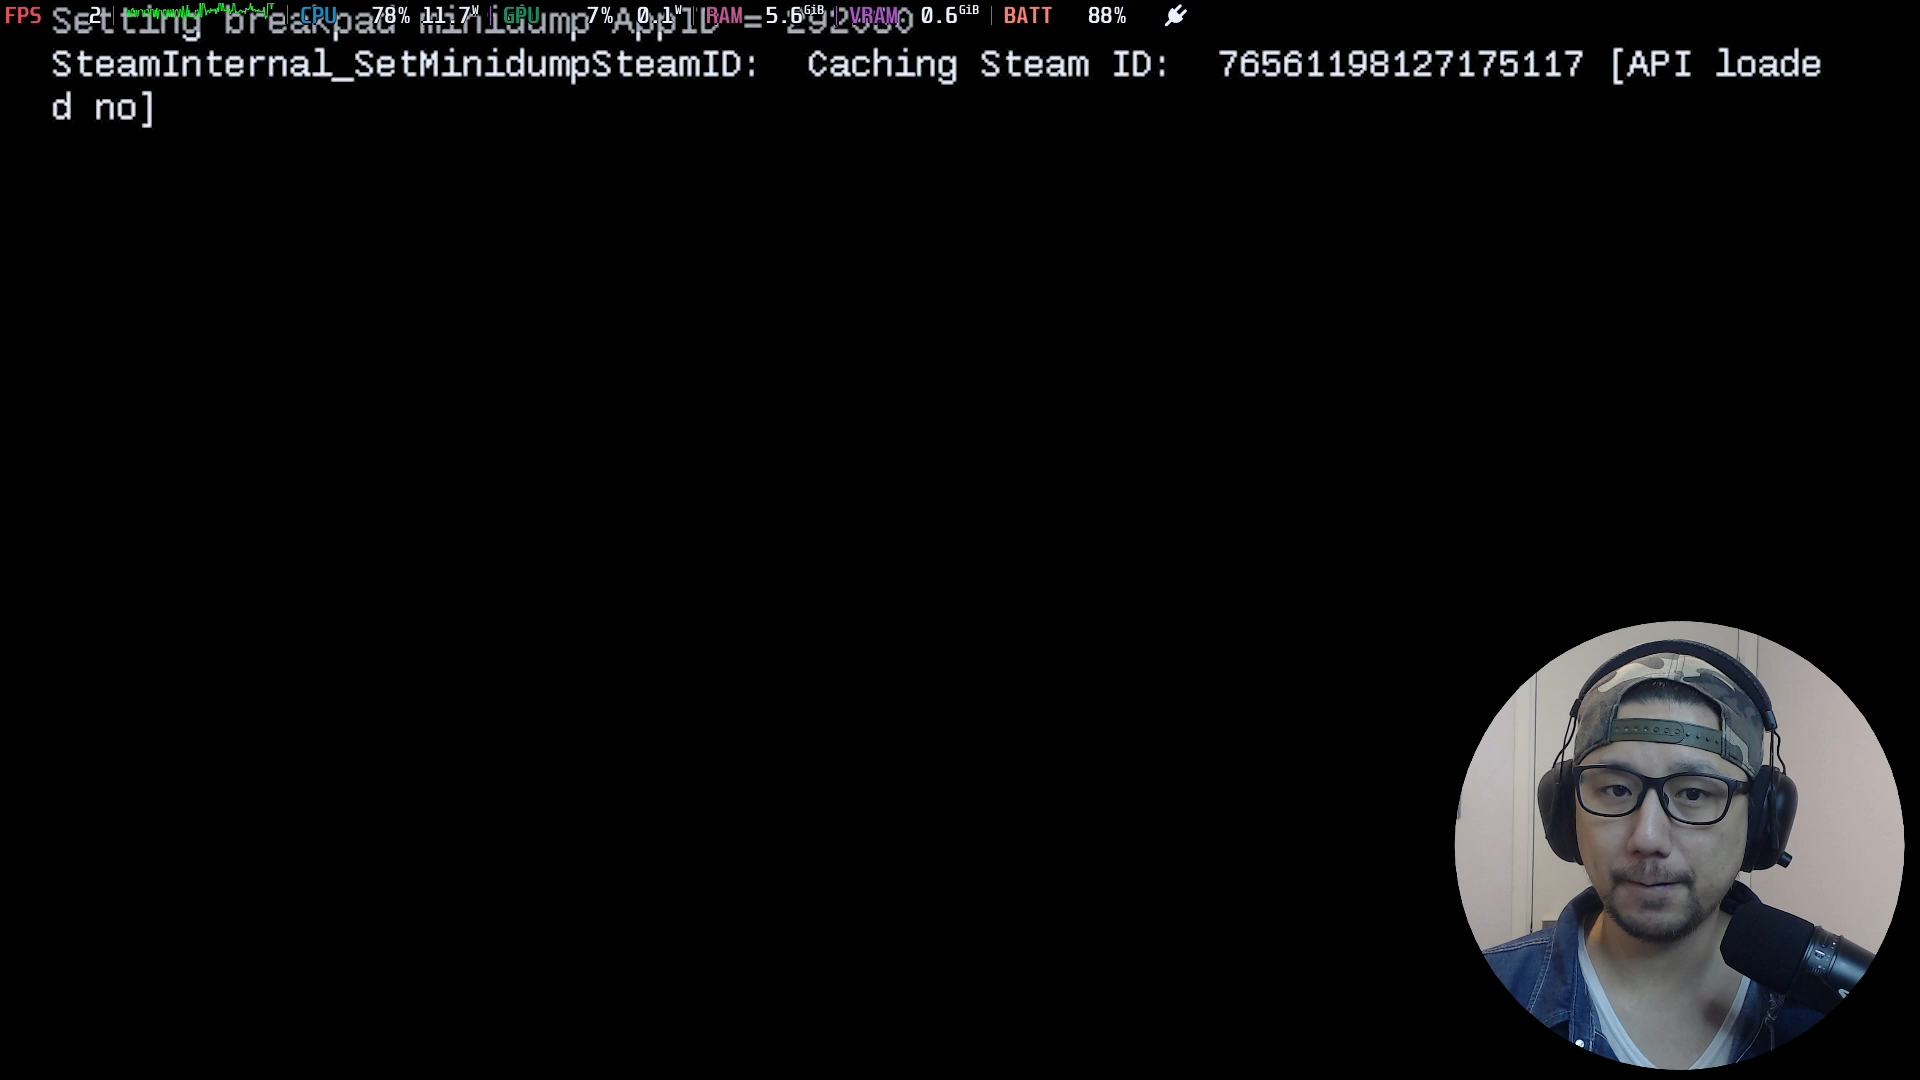 FPS 2 CPU 78% 11.7W GPU 7% 0.1W RAM 5.6GiB VRAM 0.6GiB BATT 88%
Setting breakpad minidump AppID =
SteamInternal_SetMinidumpSteamID:  Caching Steam ID:  76561198127175117 [API loade
d no]